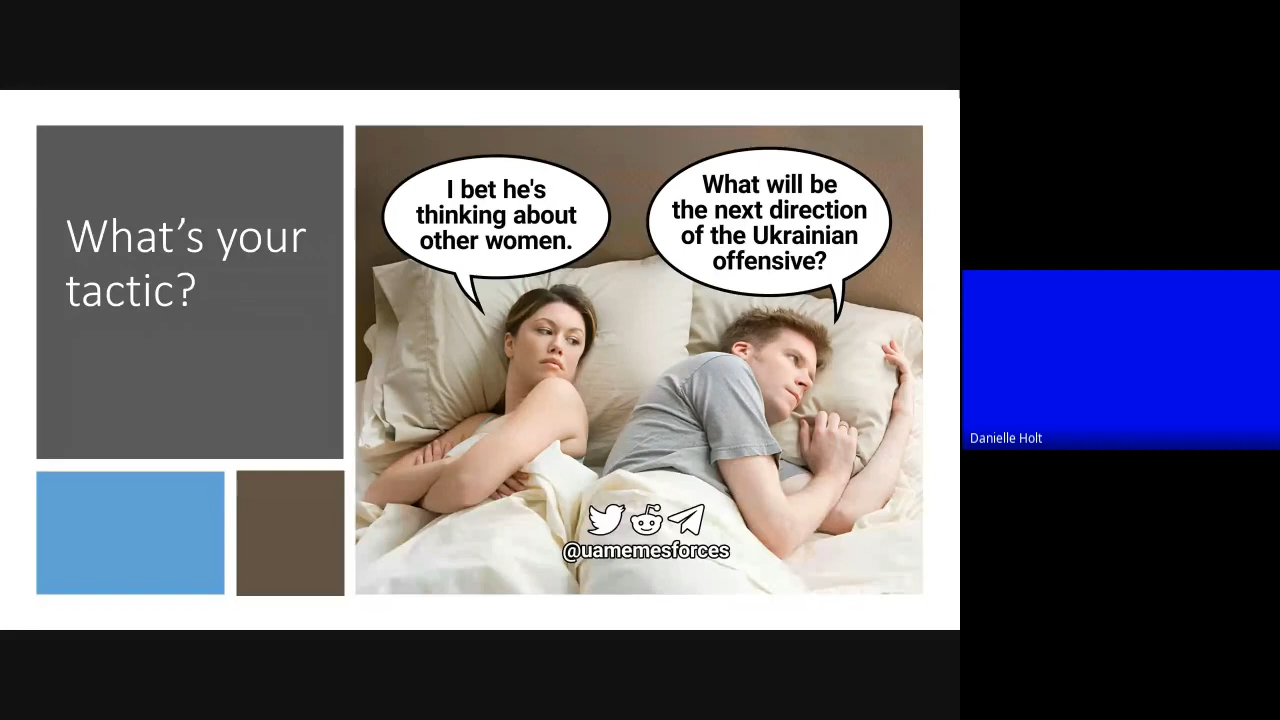 What’s your
tactic?
I bet he's
thinking about
other women.
What will be
the next direction
of the Ukrainian
offensive?
@uamemesforces
Danielle Holt